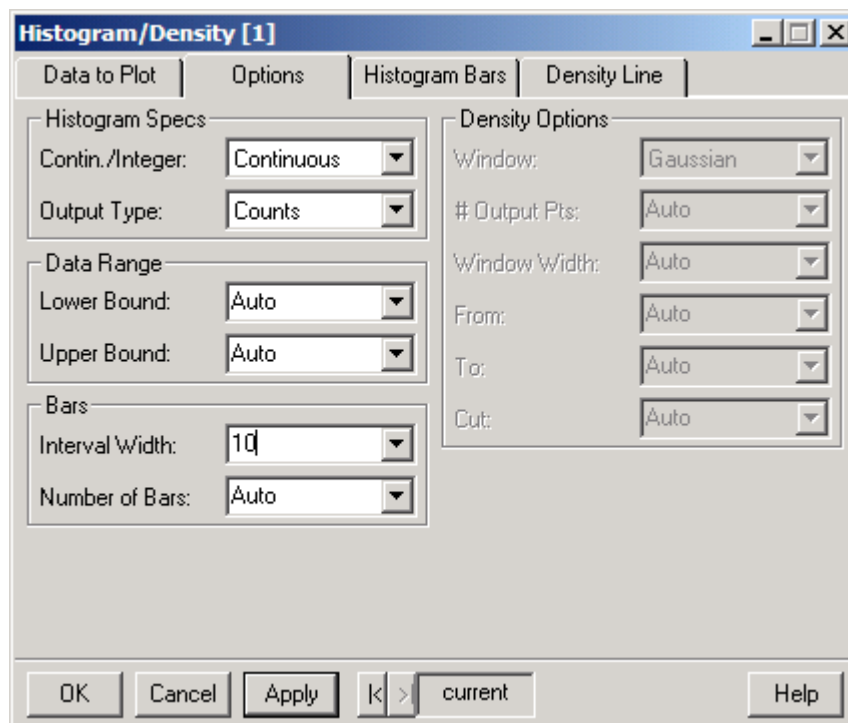 Histogram/Density [1]
Data to Plot
Options
Histogram Bars
Density Line
Histogram Specs
Contin./Integer: Continuous
Output Type: Counts
Data Range
Lower Bound: Auto
Upper Bound: Auto
Bars
Interval Width: 10
Number of Bars: Auto
Density Options
Window: Gaussian
# Output Pts: Auto
Window Width: Auto
From: Auto
To: Auto
Cut: Auto
OK
Cancel
Apply
current
Help